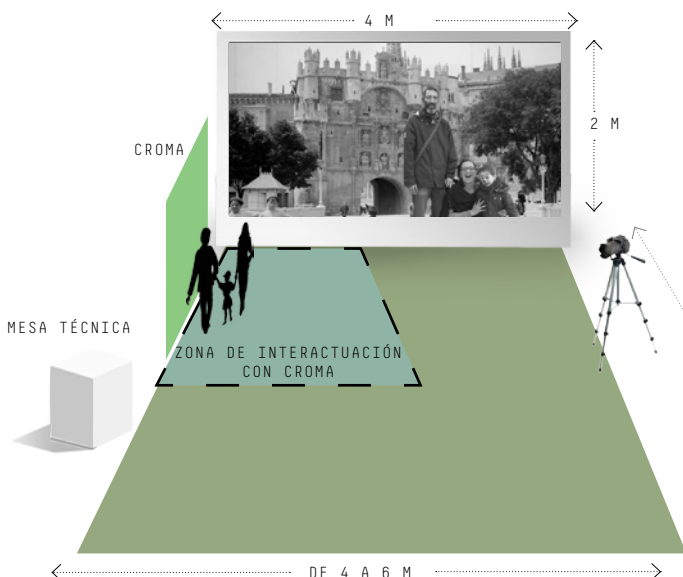 4 M
2 M
CROMA
MESA TÉCNICA
ZONA DE INTERACTUACIÓN
CON CROMA
DE 4 A 6 M